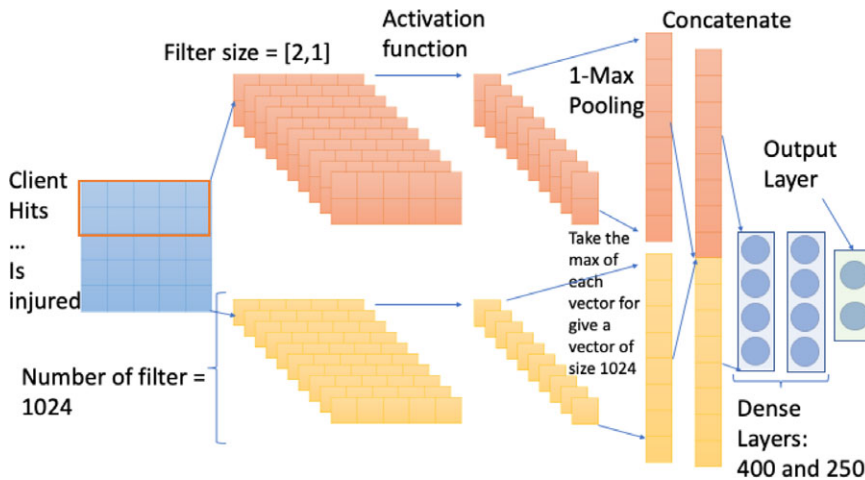 Activation
function
Concatenate
Filter size = [2,1]
1-Max
Pooling
Output
Layer
Client
Hits
...
Is
injured
Take the
max of
each
vector for
give a
vector of
size 1024
Number of filter =
1024
Dense
Layers:
400 and 250